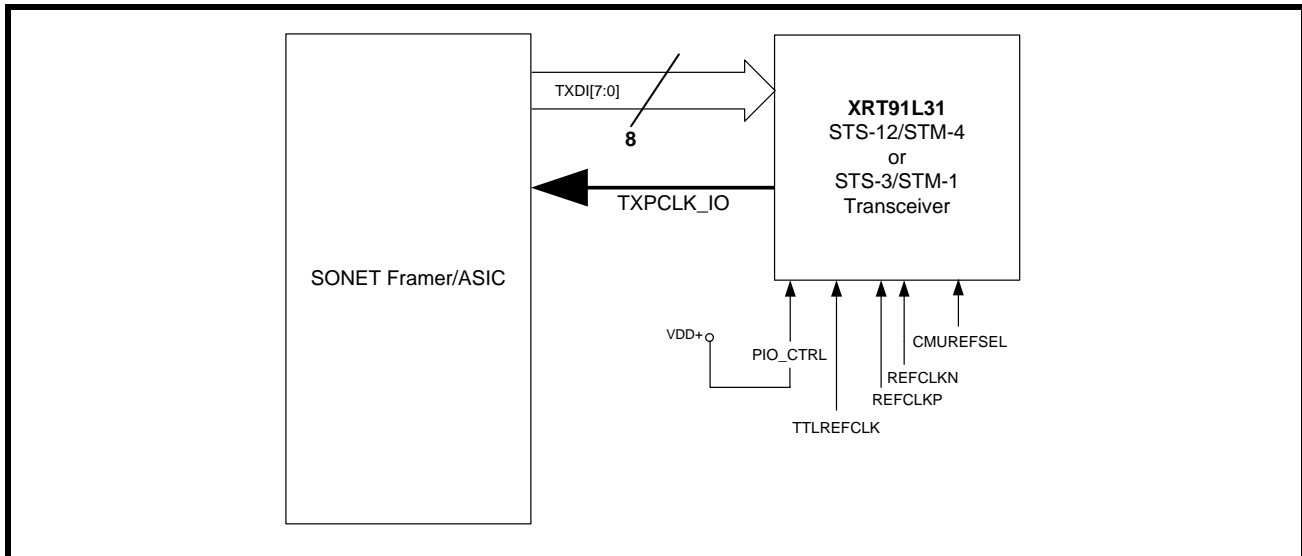 TXDI[7:0]
8
TXPCLK_IO
SONET Framer/ASIC
XRT91L31
STS-12/STM-4
or
STS-3/STM-1
Transceiver
VDD+
PIO_CTRL
CMUREFSEL
REFCLKN
REFCLKP
TTLREFCLK